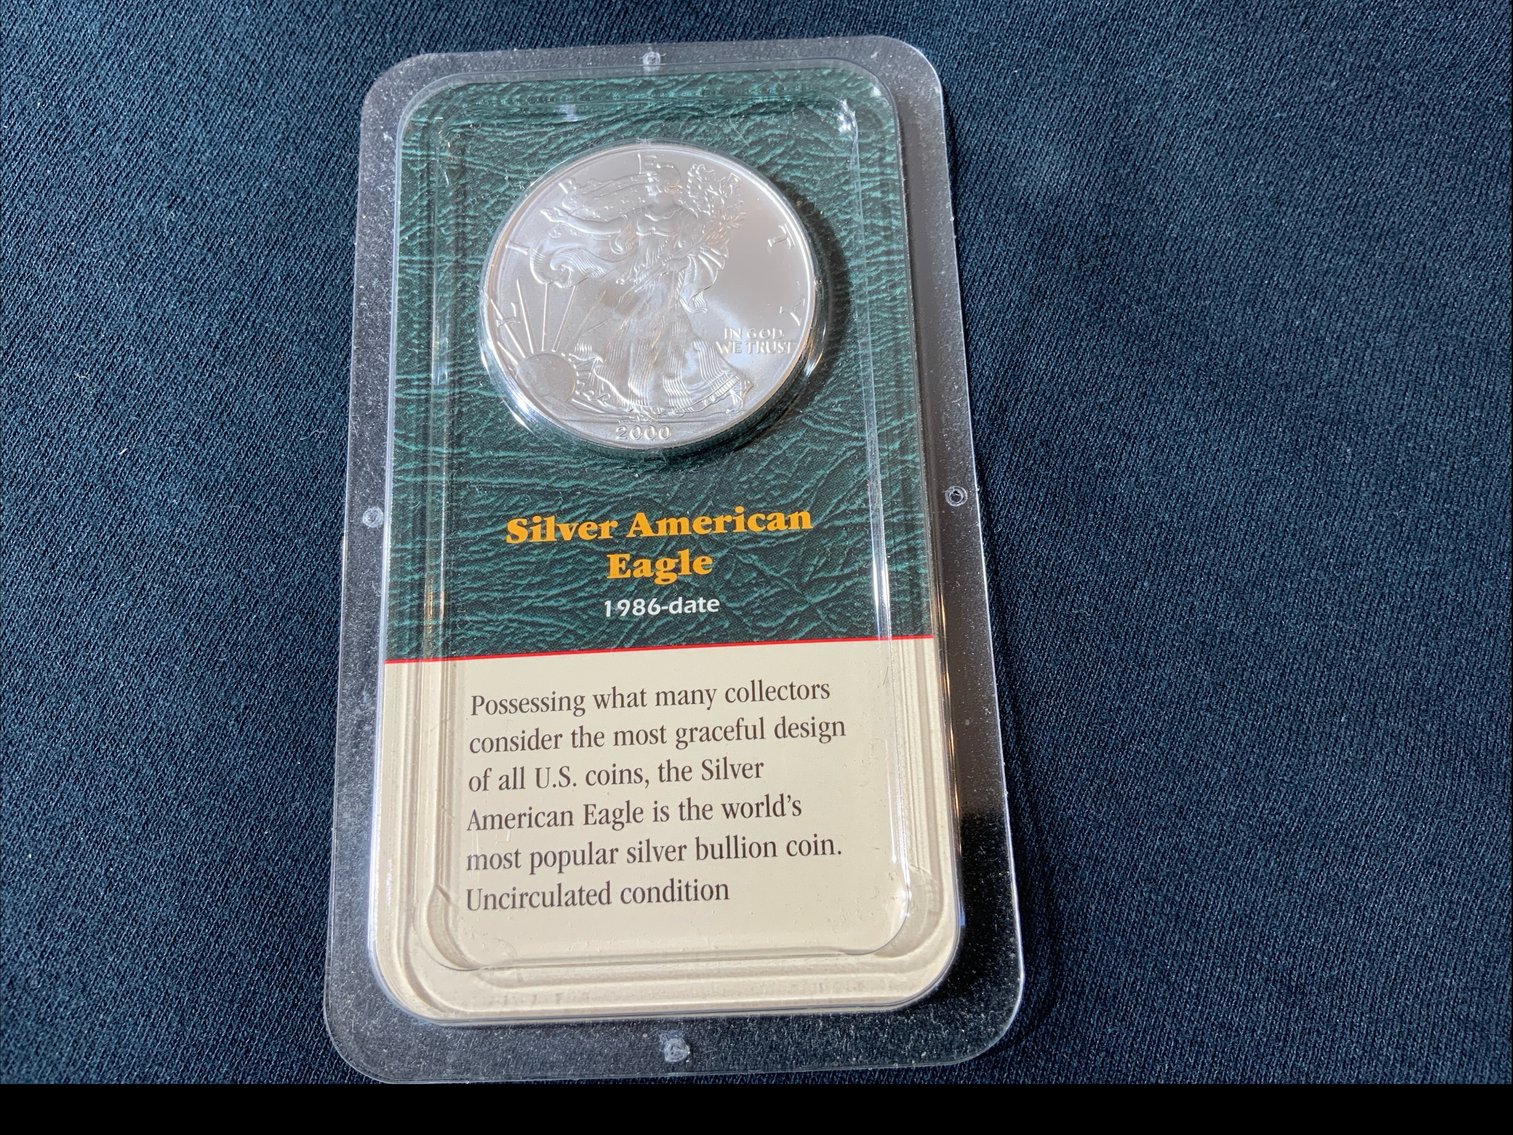 LIBERTY
IN GOD
WE TRUST
2000
Silver American
Eagle
1986-date
Possessing what many collectors
consider the most graceful design
of all U.S. coins, the Silver
American Eagle is the world's
most popular silver bullion coin.
Uncirculated condition